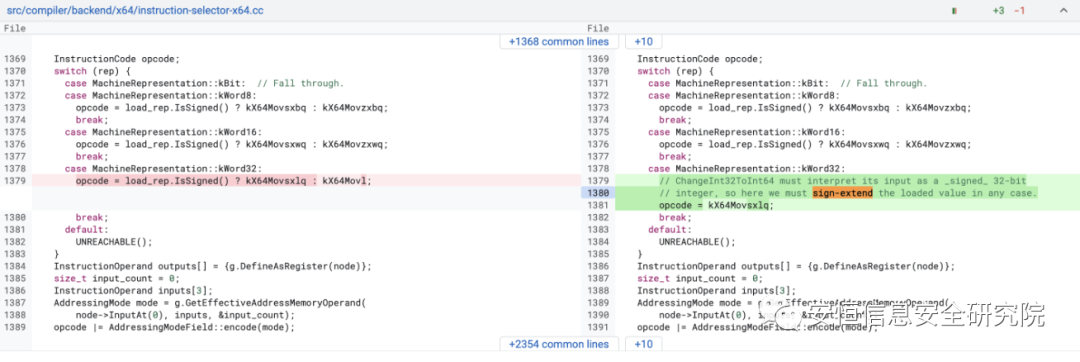 src/compiler/backend/x64/instruction-selector-x64.cc
+3 −1
File
File
+1368 common lines
+10
1369 InstructionCode opcode;
1370 switch (rep) {
1371 case MachineRepresentation::kBit: // Fall through.
1372 case MachineRepresentation::kWord8:
1373 opcode = load_rep.IsSigned() ? kX64Movsxbq : kX64Movzxbq;
1374 break;
1375 case MachineRepresentation::kWord16:
1376 opcode = load_rep.IsSigned() ? kX64Movsxwq : kX64Movzxwq;
1377 break;
1378 case MachineRepresentation::kWord32:
1379 opcode = load_rep.IsSigned() ? kX64Movsxlq : kX64Movl;
1380 break;
1381 default:
1382 UNREACHABLE();
1383 }
1384 InstructionOperand outputs[] = {g.DefineAsRegister(node)};
1385 size_t input_count = 0;
1386 InstructionOperand inputs[3];
1387 AddressingMode mode = g.GetEffectiveAddressMemoryOperand(
1388 node->InputAt(0), inputs, &input_count);
1389 opcode |= AddressingModeField::encode(mode);
1369 InstructionCode opcode;
1370 switch (rep) {
1371 case MachineRepresentation::kBit: // Fall through.
1372 case MachineRepresentation::kWord8:
1373 opcode = load_rep.IsSigned() ? kX64Movsxbq : kX64Movzxbq;
1374 break;
1375 case MachineRepresentation::kWord16:
1376 opcode = load_rep.IsSigned() ? kX64Movsxwq : kX64Movzxwq;
1377 break;
1378 case MachineRepresentation::kWord32:
1379 // ChangeInt32ToInt64 must interpret its input as a _signed_ 32-bit
1380 // integer, so here we must sign-extend the loaded value in any case.
1381 opcode = kX64Movsxlq;
1382 break;
1383 default:
1384 UNREACHABLE();
1385 }
1386 InstructionOperand outputs[] = {g.DefineAsRegister(node)};
1387 size_t input_count = 0;
1388 InstructionOperand inputs[3];
1389 AddressingMode mode = EffectiveAddressMemoryOperand(
1390 node->InputAt(0),
1391 opcode |= AddressingModeField::encode(mode);
安恒信息安全研究院
+2354 common lines
+10